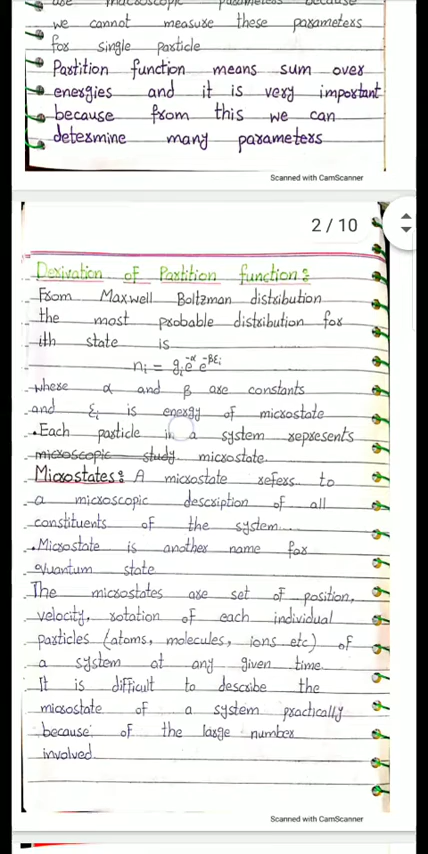 are macroscopic parameters because
we cannot measure these parameters
for single particle
Partition function means sum over
energies and it is very important
because from this we can
determine many parameters
Scanned with CamScanner
2 / 10
Derivation of Partition function:
From Maxwell Boltzman distribution
the most probable distribution for
ith state is
nᵢ = gᵢe^-α e^-βεᵢ
where α and β are constants
and εᵢ is energy of microstate
•Each particle in a system represents
microscopic study microstate.
Microstates: A microstate refers to
a microscopic description of all
constituents of the system.
•Microstate is another name for
quantum state
The microstates are set of position,
velocity, rotation of each individual
particles (atoms, molecules, ions etc) of
a system at any given time.
It is difficult to describe the
microstate of a system practically
because of the large number
involved.
Scanned with CamScanner